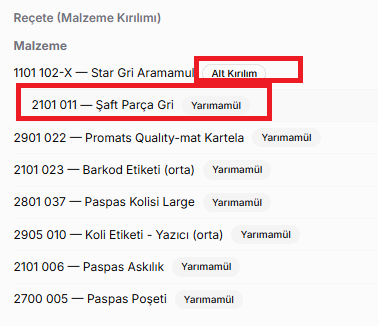 Reçete (Malzeme Kırılımı)
Malzeme
1101 102-X — Star Gri Aramamul Alt Kırılım
2101 011 — Şaft Parça Gri Yarımamül
2901 022 — Promats Quality-mat Kartela Yarımamül
2101 023 — Barkod Etiketi (orta) Yarımamül
2801 037 — Paspas Kolisi Large Yarımamül
2905 010 — Koli Etiketi - Yazıcı (orta) Yarımamül
2101 006 — Paspas Askılık Yarımamül
2700 005 — Paspas Poşeti Yarımamül